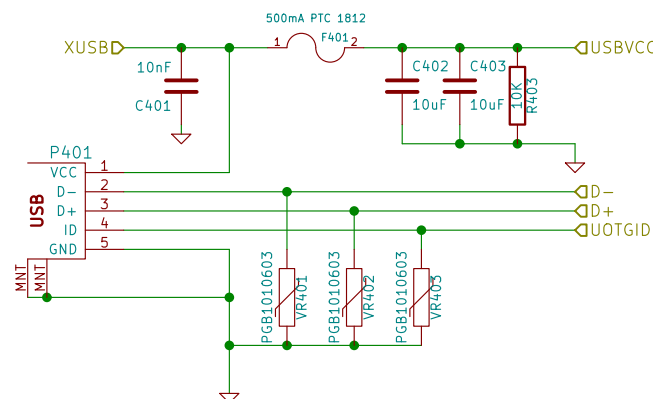 500mA PTC 1812
XUSB
1
F401
2
USBVCC
10nF
C401
C402
10uF
C403
10uF
10K
R403
P401
USB
VCC
1
D-
2
D+
3
ID
4
GND
5
MNT
MNT
D-
D+
UOTGID
PGB1010603
VR401
PGB1010603
VR402
PGB1010603
VR403